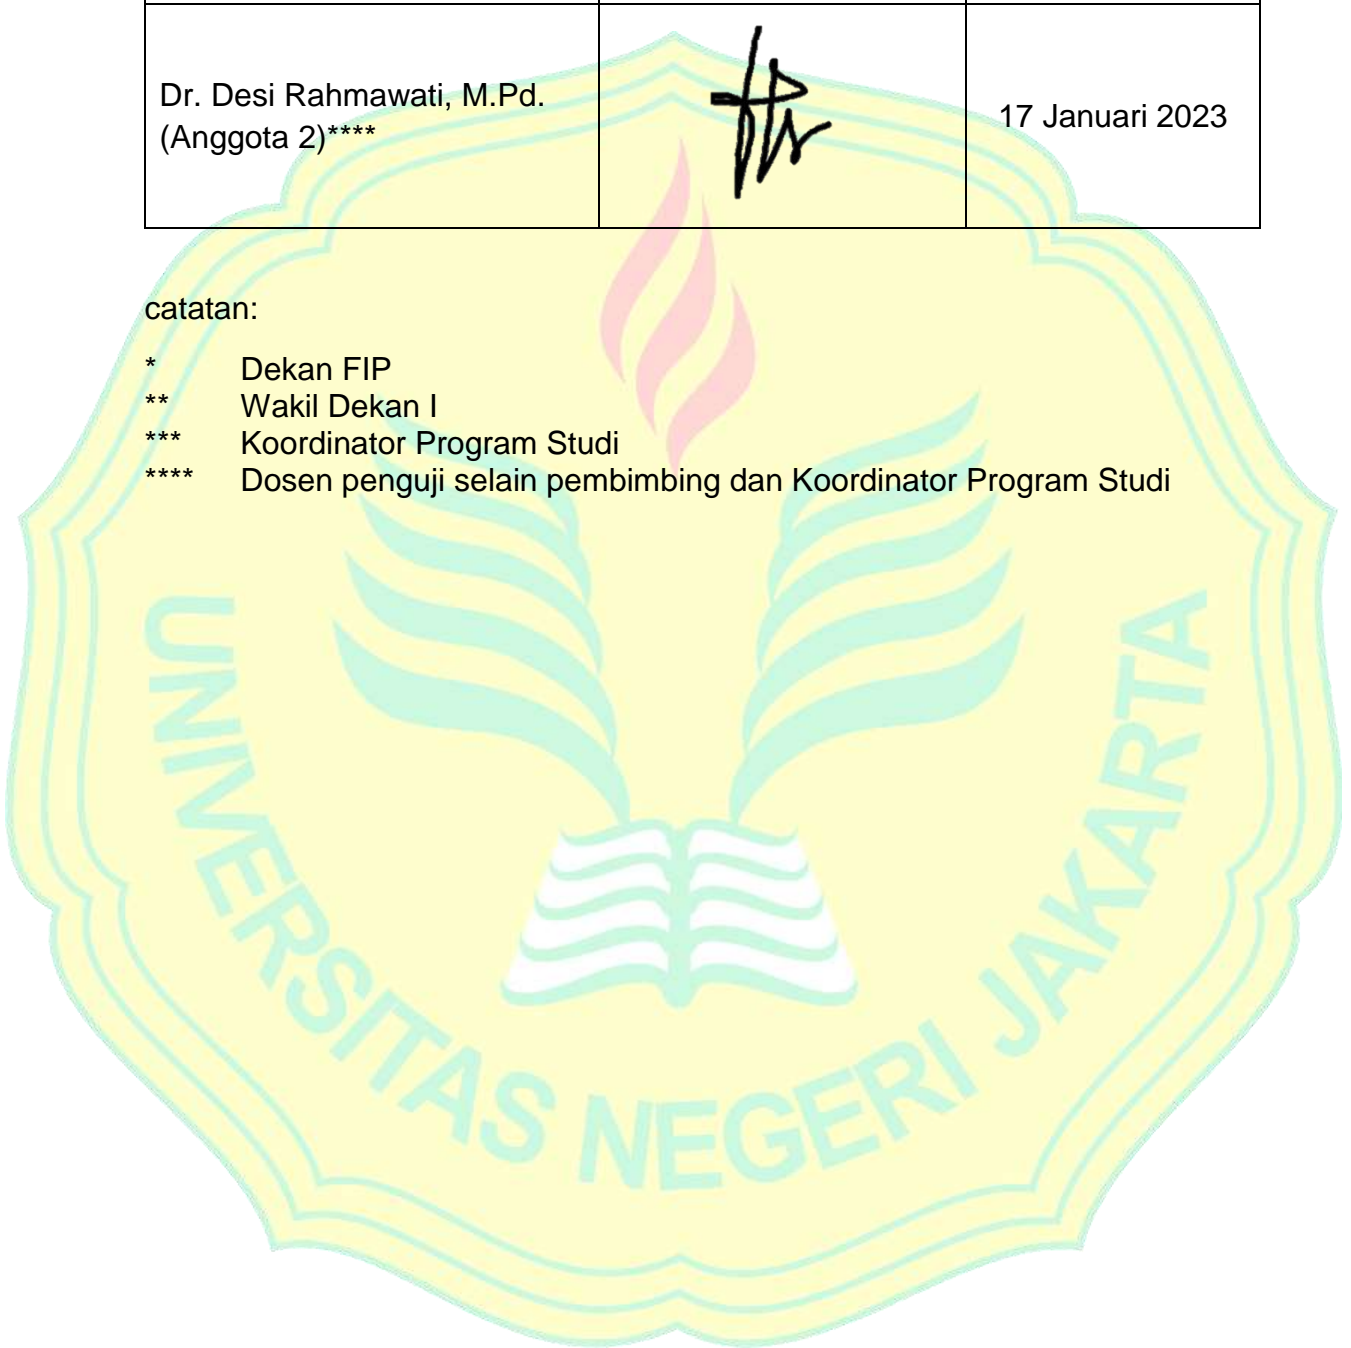 Dr. Desi Rahmawati, M.Pd.
(Anggota 2)****
17 Januari 2023
catatan:
* Dekan FIP
** Wakil Dekan I
*** Koordinator Program Studi
**** Dosen penguji selain pembimbing dan Koordinator Program Studi
UNIVERSITAS NEGERI JAKARTA